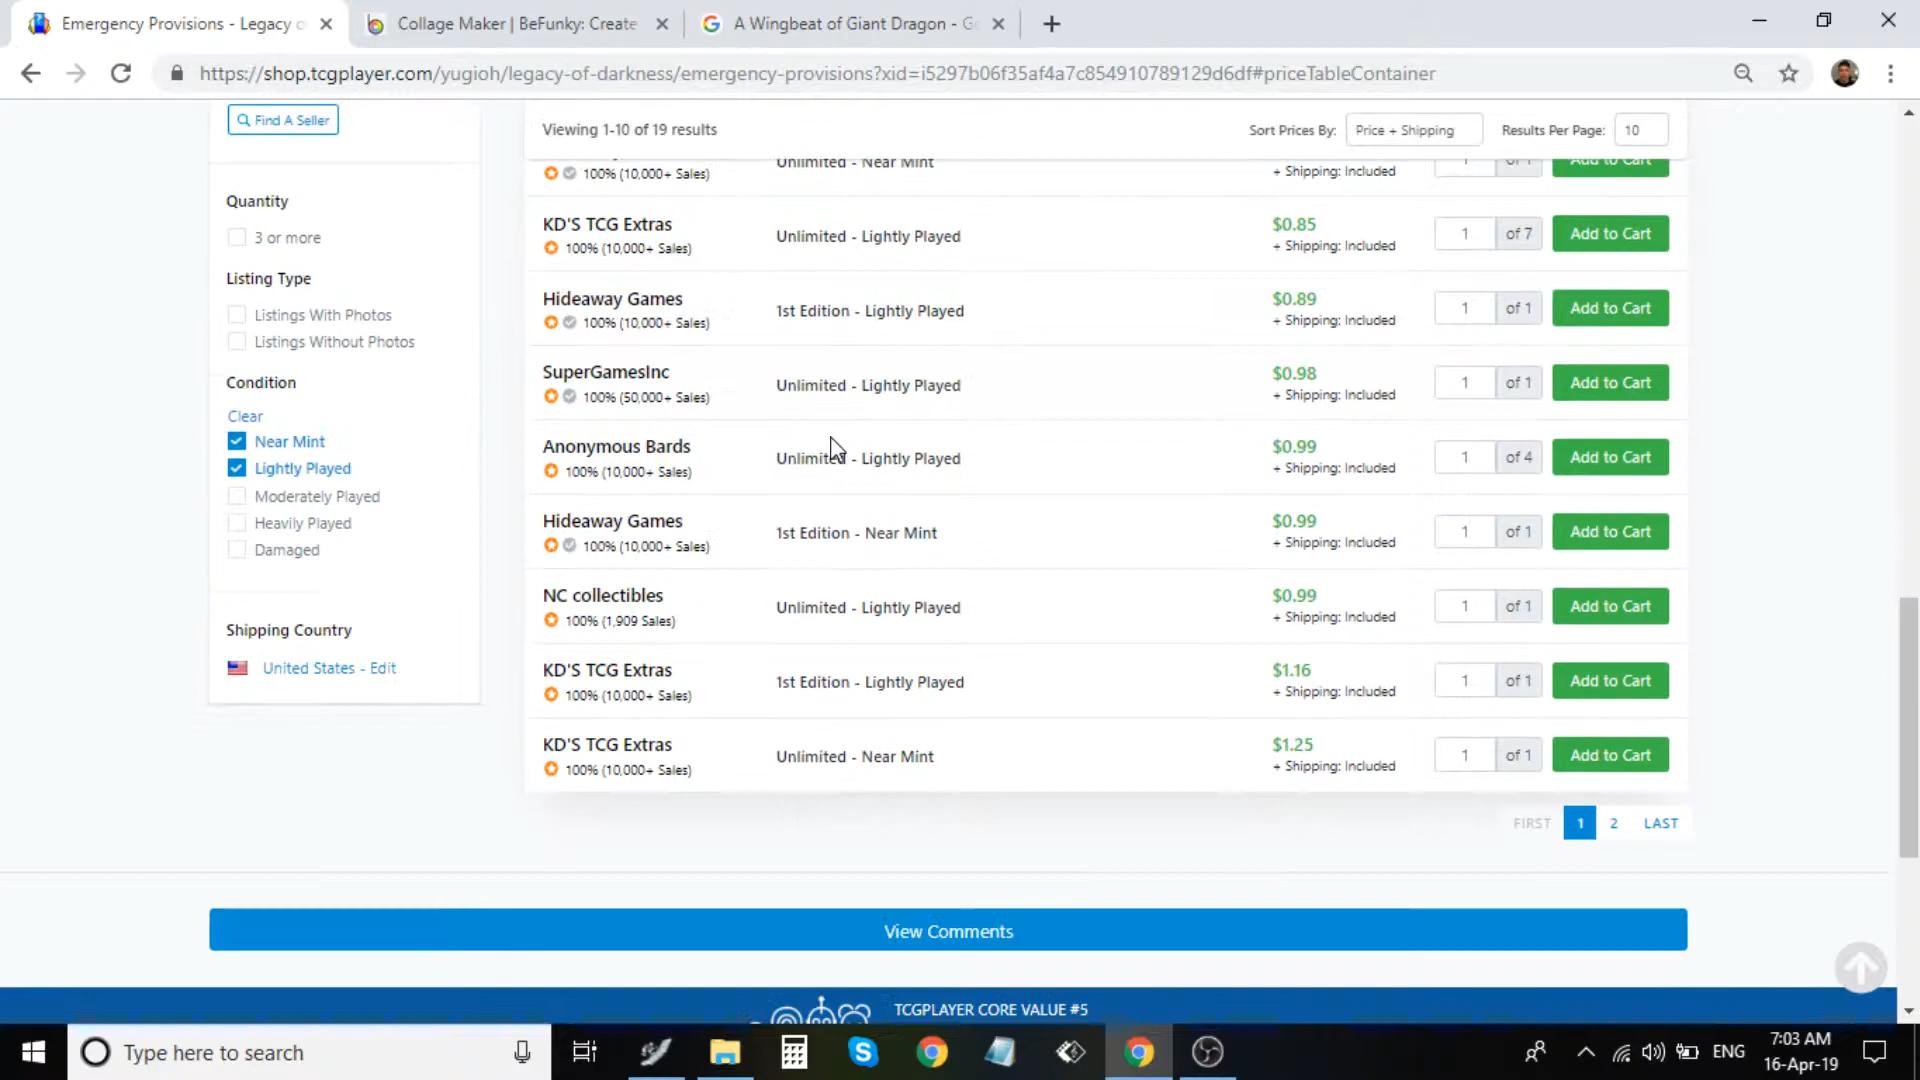 Emergency Provisions - Legacy o
Collage Maker | BeFunky: Create
A Wingbeat of Giant Dragon - G
https://shop.tcgplayer.com/yugioh/legacy-of-darkness/emergency-provisions?xid=i5297b06f35af4a7c854910789129d6df#priceTableContainer
Find A Seller
Quantity
3 or more
Listing Type
Listings With Photos
Listings Without Photos
Condition
Clear
Near Mint
Lightly Played
Moderately Played
Heavily Played
Damaged
Shipping Country
United States - Edit
Viewing 1-10 of 19 results
Sort Prices By: Price + Shipping Results Per Page: 10
100% (10,000+ Sales) Unlimited - Near Mint + Shipping: Included 1 of 1 Add to Cart
KD'S TCG Extras
100% (10,000+ Sales)
Unlimited - Lightly Played
$0.85
+ Shipping: Included
1 of 7 Add to Cart
Hideaway Games
100% (10,000+ Sales)
1st Edition - Lightly Played
$0.89
+ Shipping: Included
1 of 1 Add to Cart
SuperGamesInc
100% (50,000+ Sales)
Unlimited - Lightly Played
$0.98
+ Shipping: Included
1 of 1 Add to Cart
Anonymous Bards
100% (10,000+ Sales)
Unlimited - Lightly Played
$0.99
+ Shipping: Included
1 of 4 Add to Cart
Hideaway Games
100% (10,000+ Sales)
1st Edition - Near Mint
$0.99
+ Shipping: Included
1 of 1 Add to Cart
NC collectibles
100% (1,909 Sales)
Unlimited - Lightly Played
$0.99
+ Shipping: Included
1 of 1 Add to Cart
KD'S TCG Extras
100% (10,000+ Sales)
1st Edition - Lightly Played
$1.16
+ Shipping: Included
1 of 1 Add to Cart
KD'S TCG Extras
100% (10,000+ Sales)
Unlimited - Near Mint
$1.25
+ Shipping: Included
1 of 1 Add to Cart
FIRST 1 2 LAST
View Comments
TCGPLAYER CORE VALUE #5
Type here to search
ENG
7:03 AM
16-Apr-19